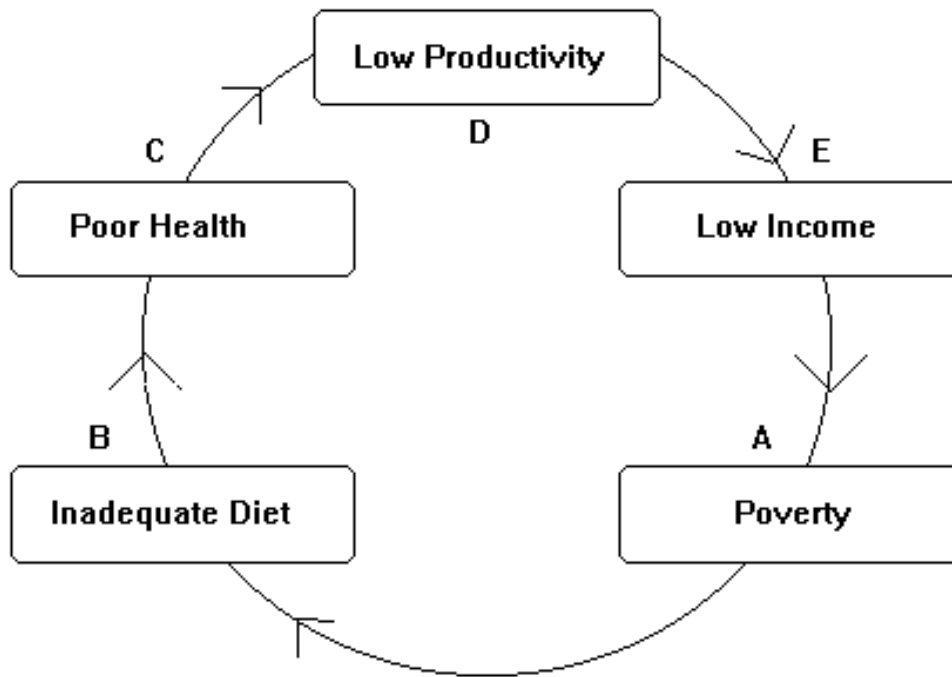 Low Productivity
D
C
E
Poor Health
Low Income
B
A
Inadequate Diet
Poverty